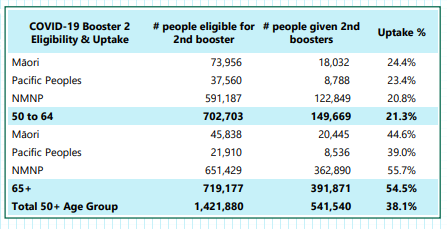 COVID-19 Booster 2 Eligibility & Uptake # people eligible for 2nd booster # people given 2nd boosters Uptake %
Māori 73,956 18,032 24.4%
Pacific Peoples 37,560 8,788 23.4%
NMNP 591,187 122,849 20.8%
50 to 64 702,703 149,669 21.3%
Māori 45,838 20,445 44.6%
Pacific Peoples 21,910 8,536 39.0%
NMNP 651,429 362,890 55.7%
65+ 719,177 391,871 54.5%
Total 50+ Age Group 1,421,880 541,540 38.1%